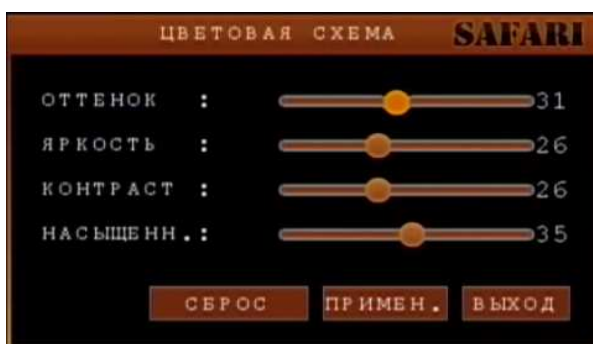 ЦВЕТОВАЯ СХЕМА SAFARI
ОТТЕНОК : 31
ЯРКОСТЬ : 26
КОНТРАСТ : 26
НАСЫЩЕНН.: 35
СБРОС ПРИМЕН. ВЫХОД